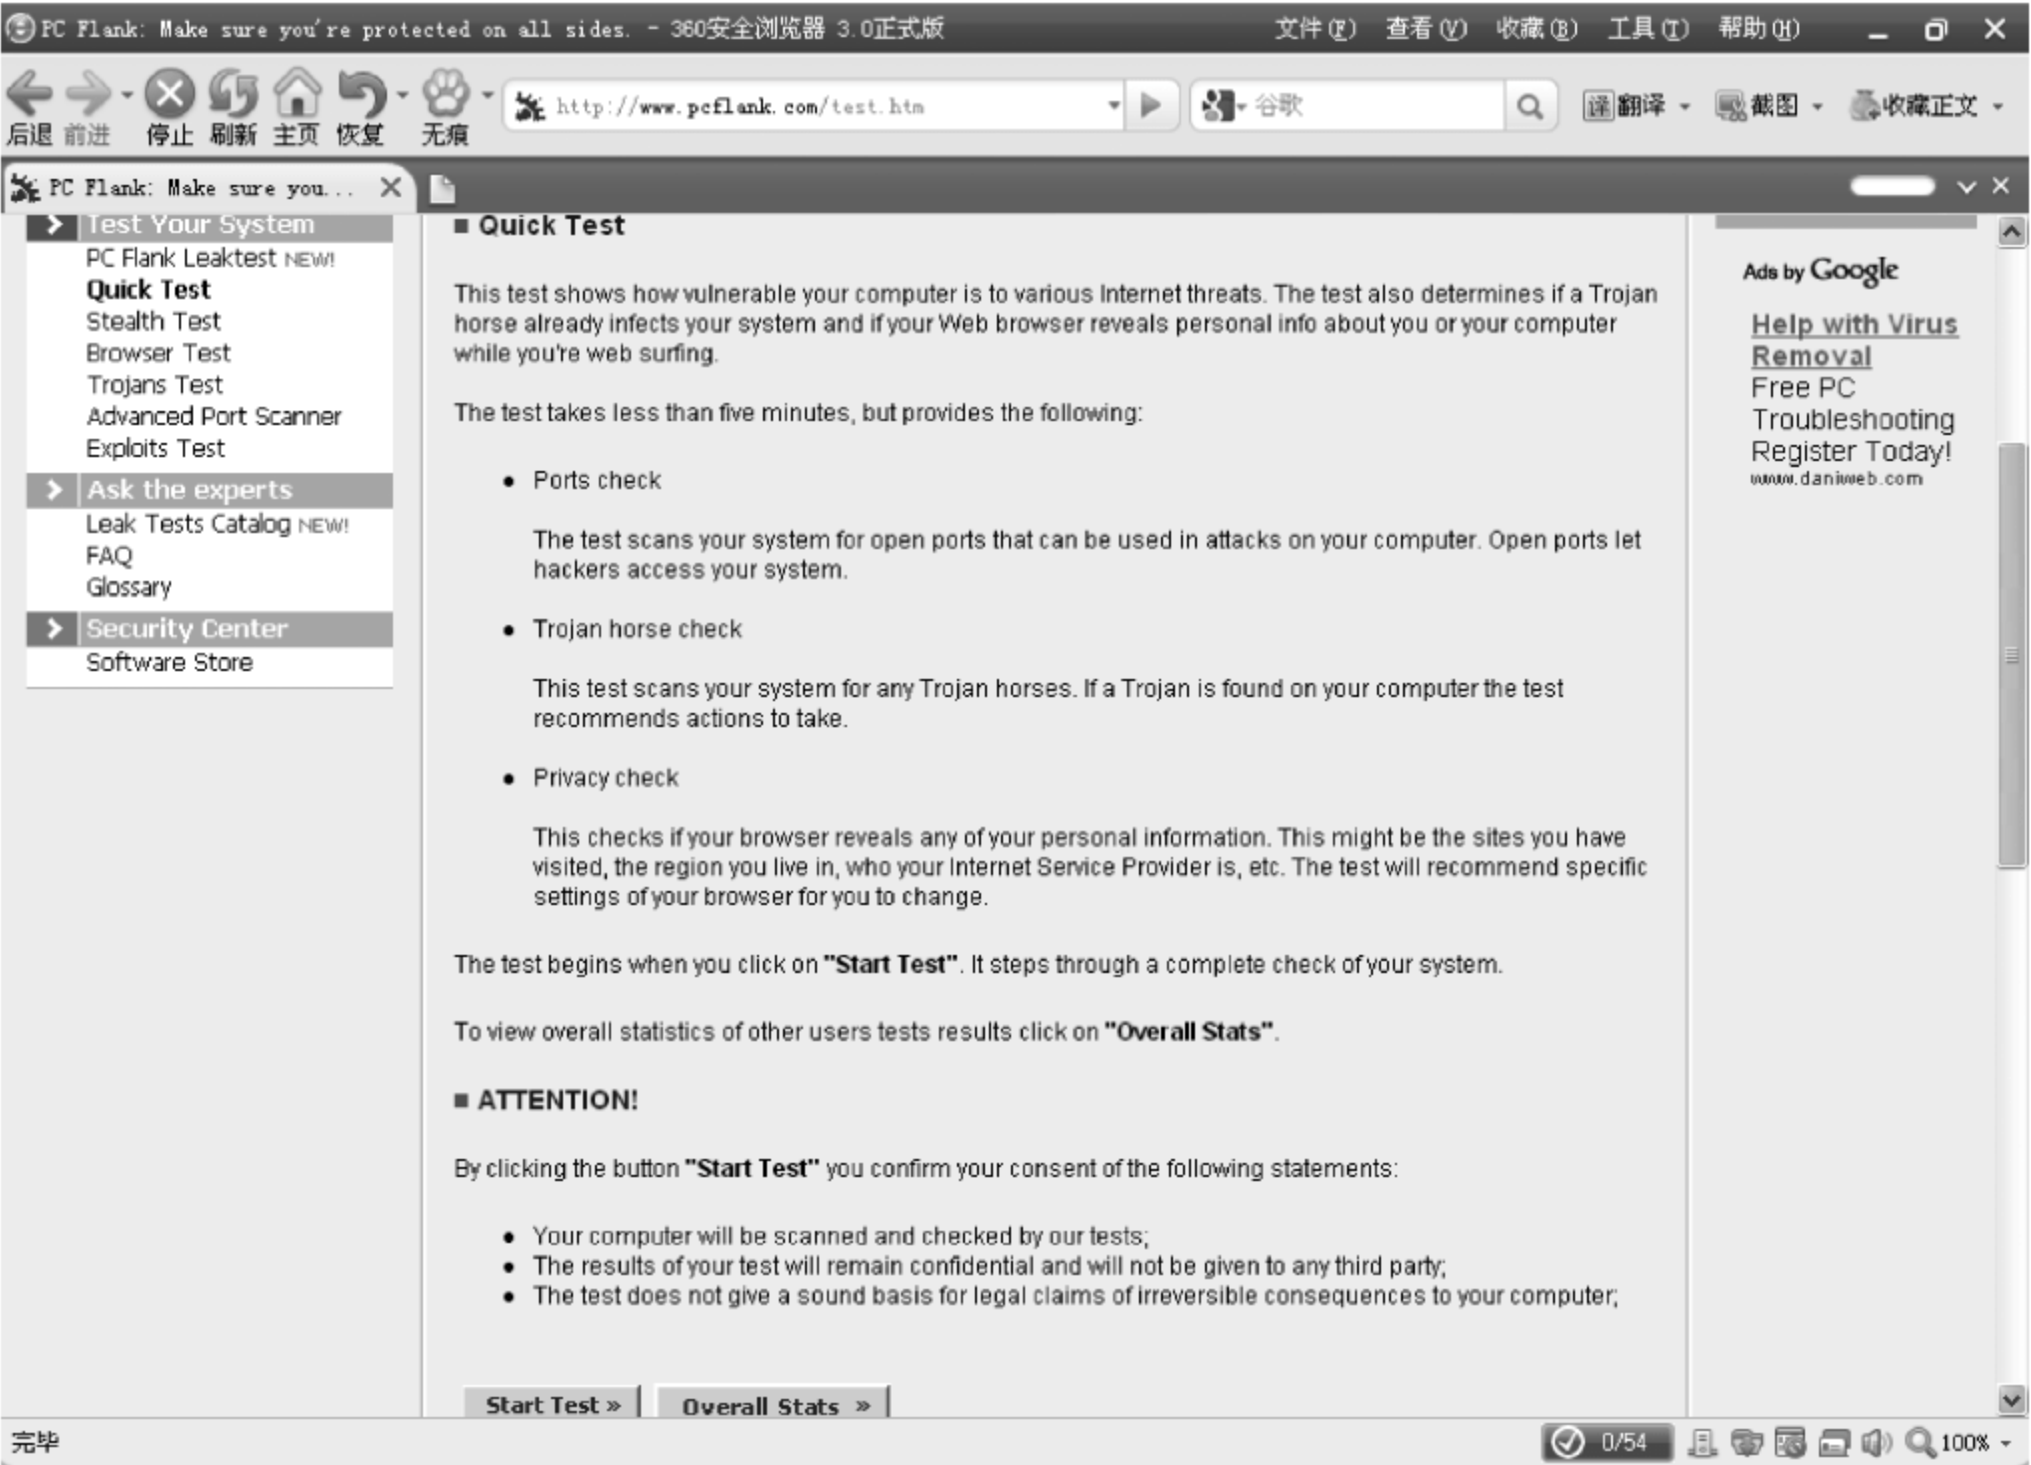 PC Flank: Make sure you're protected on all sides. - 360安全浏览器 3.0正式版
文件(F) 查看(V) 收藏(B) 工具(T) 帮助(H)
http://www.pcflank.com/test.htm
谷歌
翻译 截图 收藏正文
后退 前进 停止 刷新 主页 恢复 无痕
PC Flank: Make sure you...
Test Your System
PC Flank Leaktest NEW!
Quick Test
Stealth Test
Browser Test
Trojans Test
Advanced Port Scanner
Exploits Test
Ask the experts
Leak Tests Catalog NEW!
FAQ
Glossary
Security Center
Software Store
Quick Test
This test shows how vulnerable your computer is to various Internet threats. The test also determines if a Trojan
horse already infects your system and if your Web browser reveals personal info about you or your computer
while you're web surfing.
The test takes less than five minutes, but provides the following:
Ports check
The test scans your system for open ports that can be used in attacks on your computer. Open ports let
hackers access your system.
Trojan horse check
This test scans your system for any Trojan horses. If a Trojan is found on your computer the test
recommends actions to take.
Privacy check
This checks if your browser reveals any of your personal information. This might be the sites you have
visited, the region you live in, who your Internet Service Provider is, etc. The test will recommend specific
settings of your browser for you to change.
The test begins when you click on "Start Test". It steps through a complete check of your system.
To view overall statistics of other users tests results click on "Overall Stats".
ATTENTION!
By clicking the button "Start Test" you confirm your consent of the following statements:
Your computer will be scanned and checked by our tests;
The results of your test will remain confidential and will not be given to any third party;
The test does not give a sound basis for legal claims of irreversible consequences to your computer;
Start Test »
Overall Stats »
Ads by Google
Help with Virus
Removal
Free PC
Troubleshooting
Register Today!
www.daniweb.com
完毕
0/54
100%